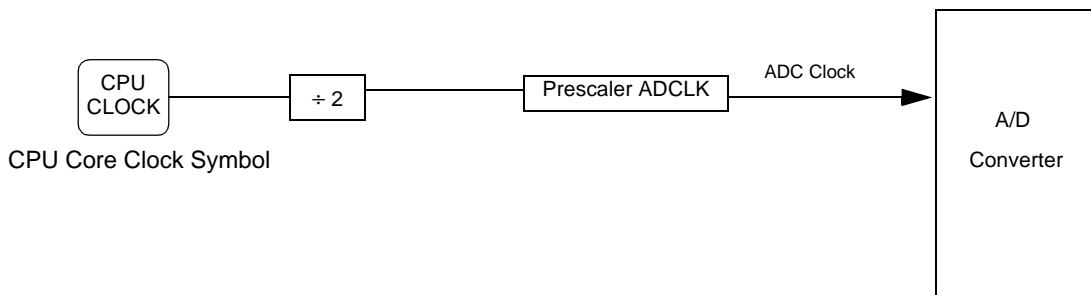 CPU
CLOCK
CPU Core Clock Symbol
÷ 2
Prescaler ADCLK
ADC Clock
A/D
Converter